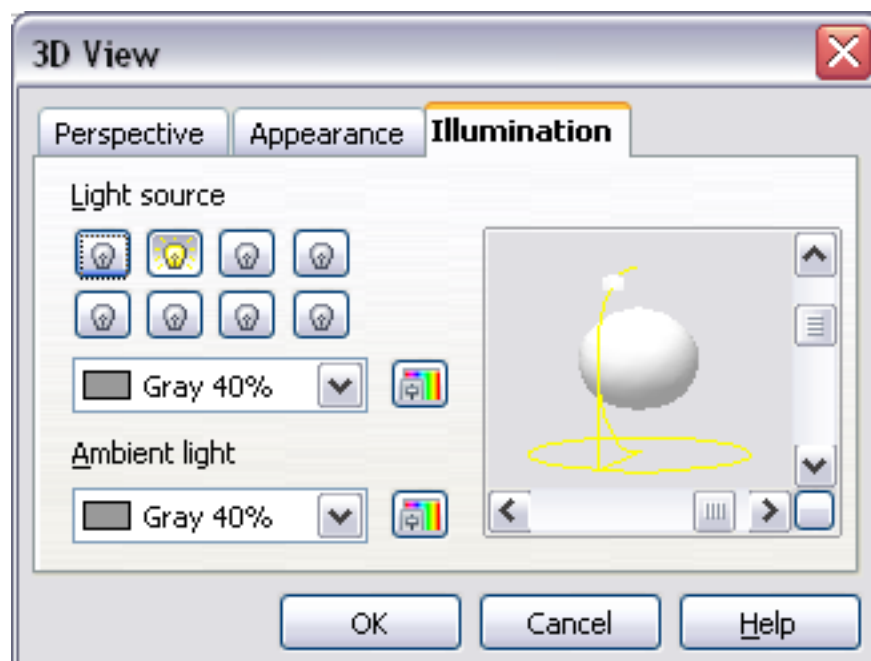 3D View
Perspective Appearance Illumination
Light source
Gray 40%
Ambient light
Gray 40%
OK Cancel Help